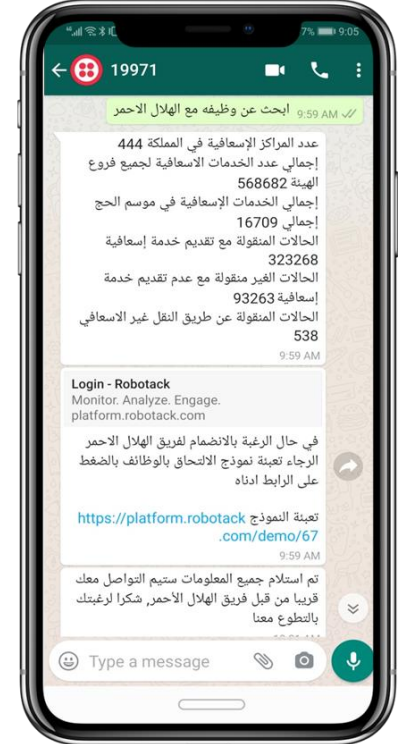 7% 9:05
19971
ابحث عن وظيفه مع الهلال الاحمر
9:59 AM
عدد المراكز الإسعافية في المملكة 444
إجمالي عدد الخدمات الاسعافية لجميع فروع
الهيئة 568682
إجمالي الخدمات الإسعافية في موسم الحج
إجمالي 16709
الحالات المنقولة مع تقديم خدمة إسعافية
323268
الحالات الغير منقولة مع عدم تقديم خدمة
إسعافية 93263
الحالات المنقولة عن طريق النقل غير الاسعافي
538
9:59 AM
Login - Robotack
Monitor. Analyze. Engage.
platform.robotack.com
في حال الرغبة بالانضمام لفريق الهلال الاحمر
الرجاء تعبئة نموذج الالتحاق بالوظائف بالضغط
على الرابط ادناه
تعبئة النموذج https://platform.robotack
.com/demo/67
9:59 AM
تم استلام جميع المعلومات ستيم التواصل معك
قريبا من قبل فريق الهلال الأحمر, شكرا لرغبتك
بالتطوع معنا
Type a message